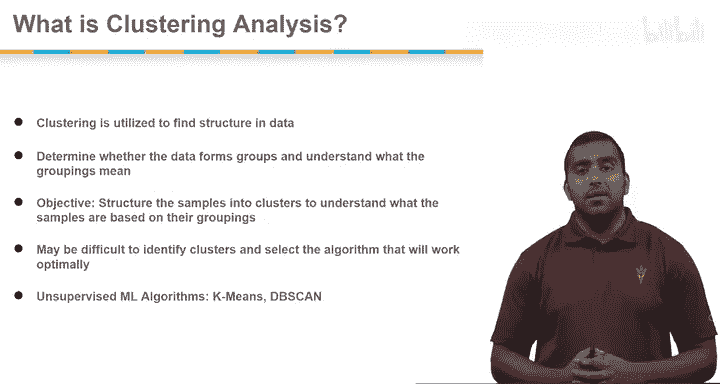 What is Clustering Analysis?
bilibili
● Clustering is utilized to find structure in data
● Determine whether the data forms groups and understand what the
groupings mean
● Objective: Structure the samples into clusters to understand what the
samples are based on their groupings
● May be difficult to identify clusters and select the algorithm that will work
optimally
● Unsupervised ML Algorithms: K-Means, DBSCAN